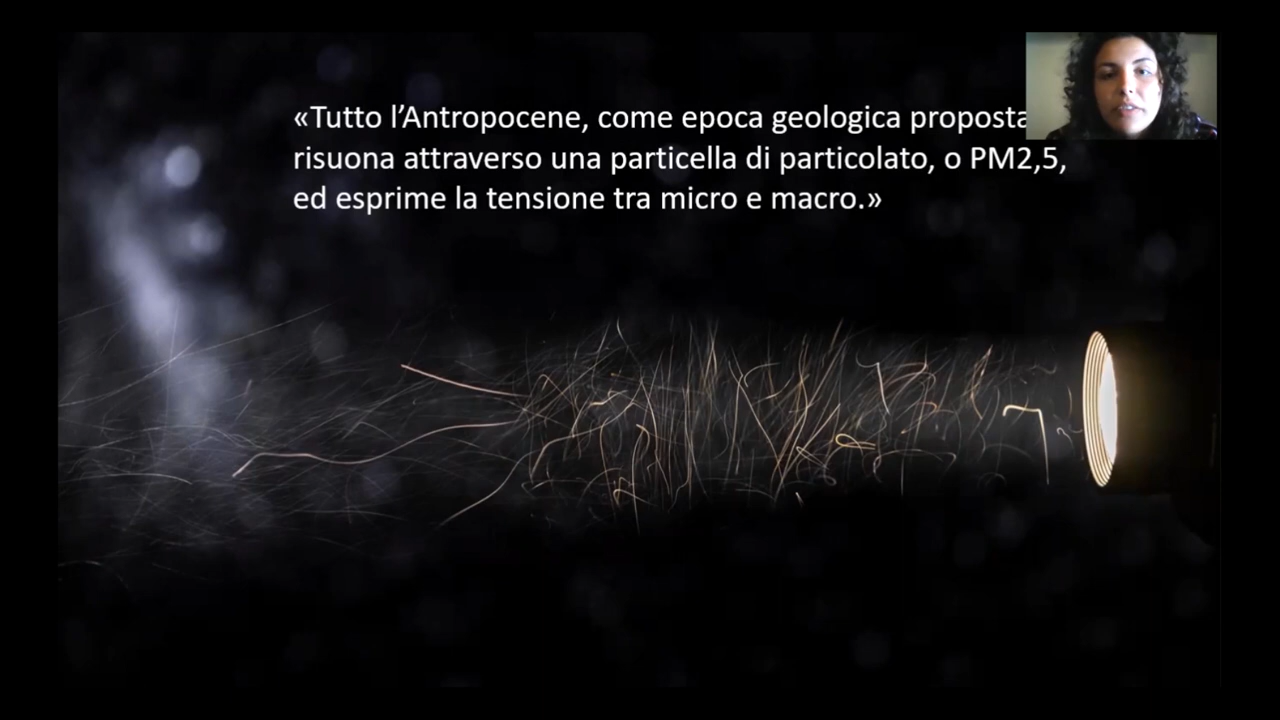 «Tutto l’Antropocene, come epoca geologica proposta
risuona attraverso una particella di particolato, o PM2,5,
ed esprime la tensione tra micro e macro.»